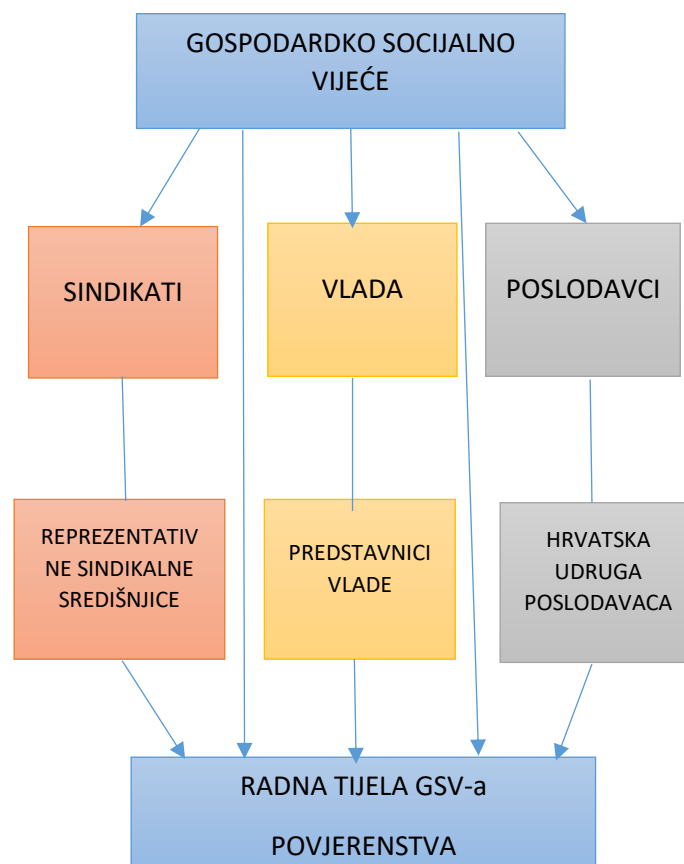 GOSPODARDKO SOCIJALNO
VIJEĆE
SINDIKATI
VLADA
POSLODAVCI
REPREZENTATIV
NE SINDIKALNE
SREDIŠNJICE
PREDSTAVNICI
VLADE
HRVATSKA
UDRUGA
POSLODAVACA
RADNA TIJELA GSV-a
POVJERENSTVA